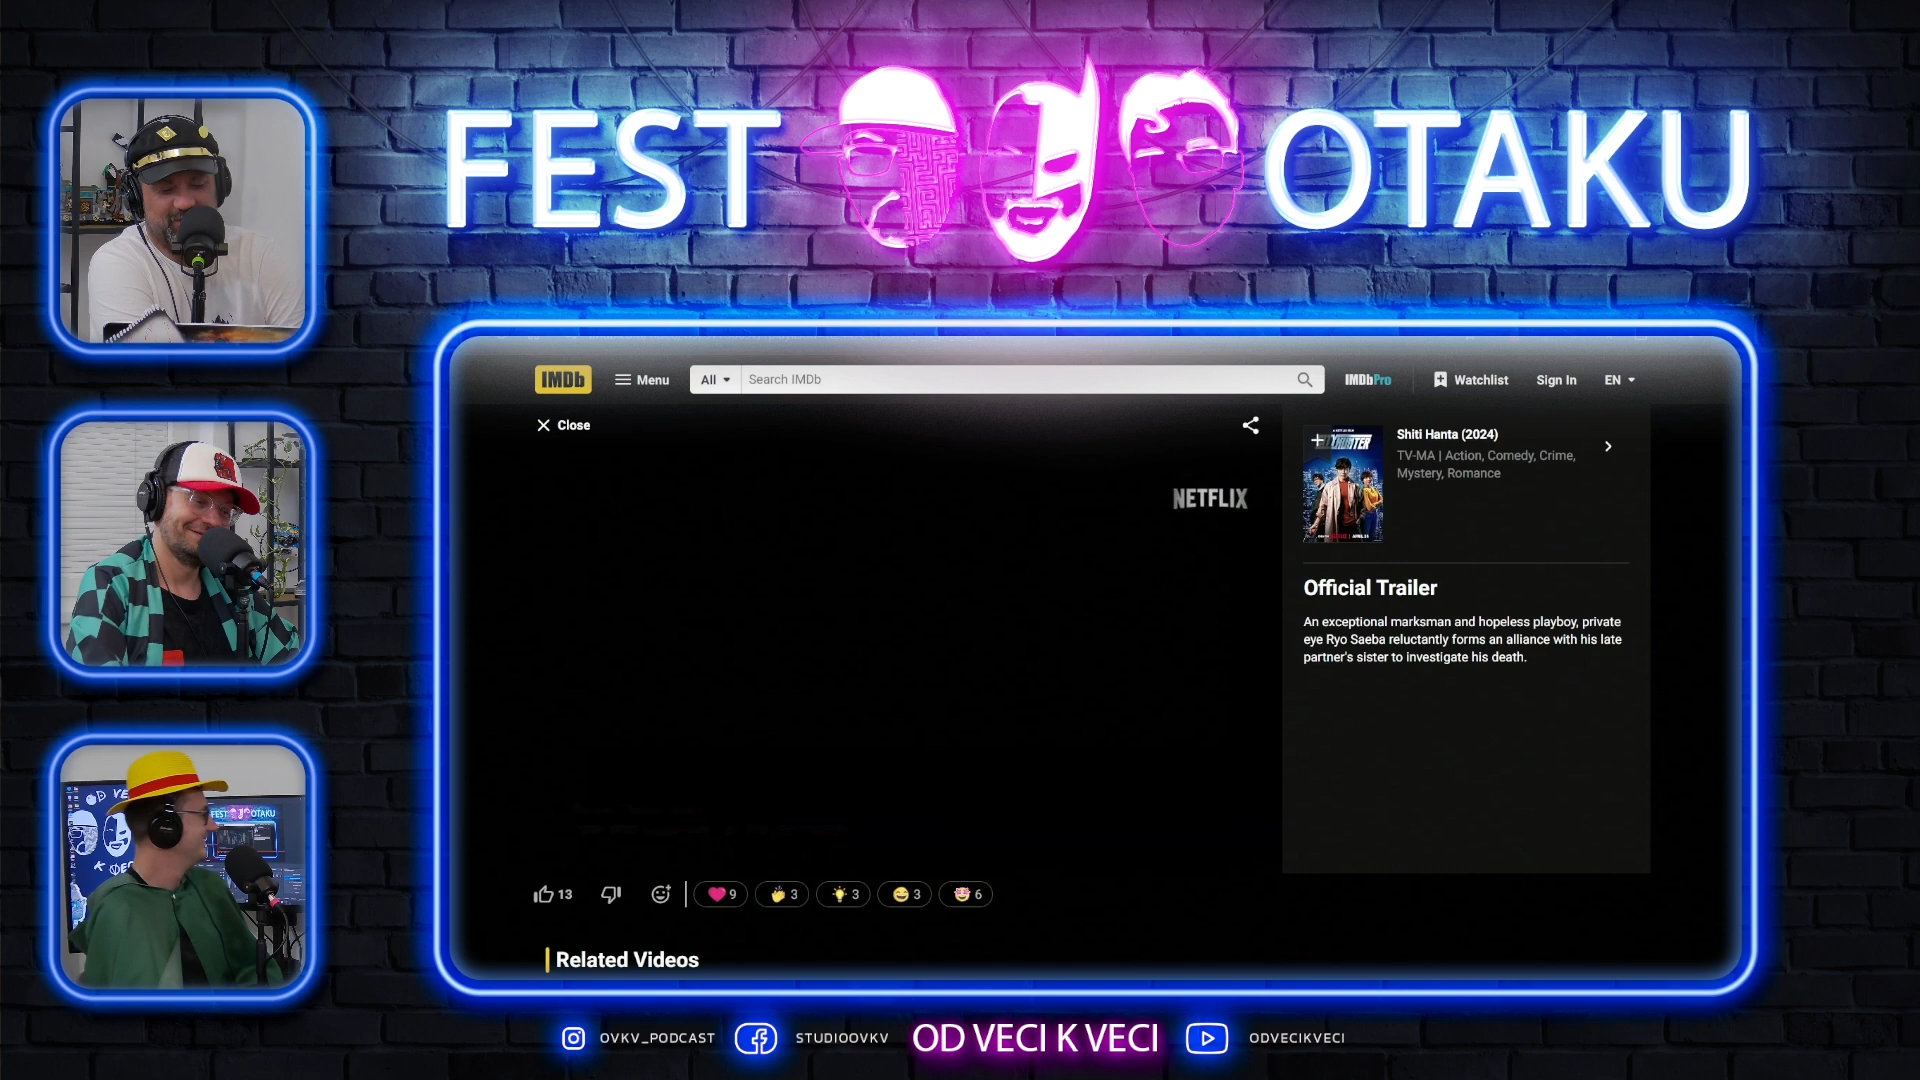 FEST OTAKU
IMDb
Menu
All
Search IMDb
IMDbPro
Watchlist
Sign In
EN
Close
NETFLIX
Shiti Hanta (2024)
TV-MA | Action, Comedy, Crime,
Mystery, Romance
Official Trailer
An exceptional marksman and hopeless playboy, private
eye Ryo Saeba reluctantly forms an alliance with his late
partner's sister to investigate his death.
13
9
3
3
3
6
Related Videos
FEST OTAKU
OVKV_PODCAST
STUDIOOVKV
OD VECI K VECI
ODVECIKVECI